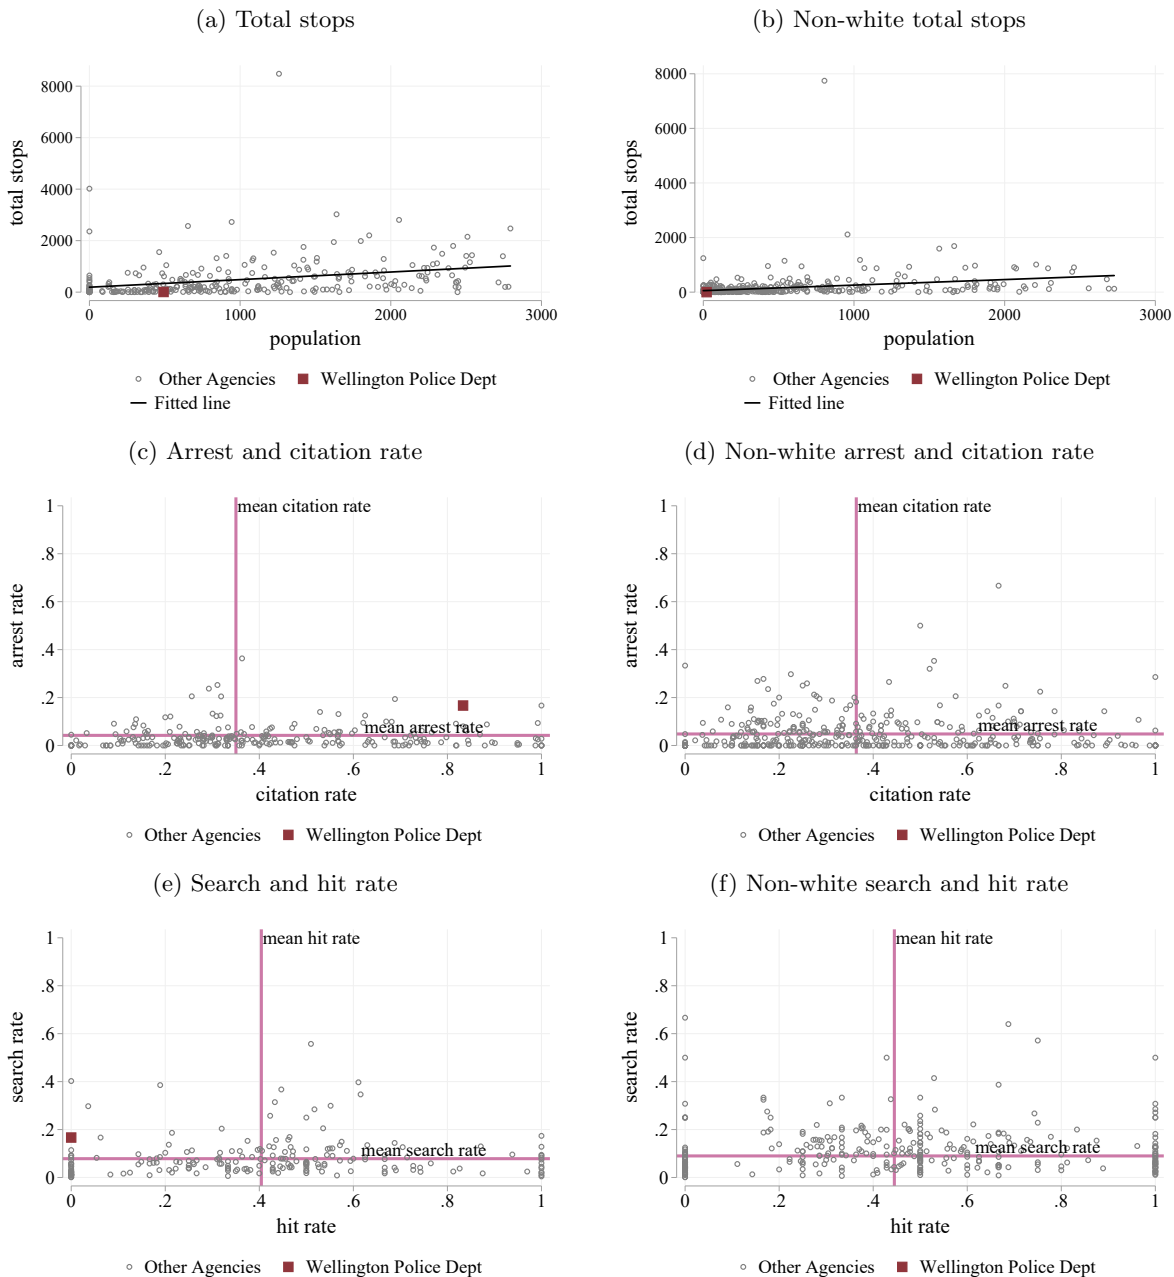 (a) Total stops
(b) Non-white total stops
total stops
8000
6000
4000
2000
0
0 1000 2000 3000
population
Other Agencies Wellington Police Dept
Fitted line
total stops
8000
6000
4000
2000
0
0 1000 2000 3000
population
Other Agencies Wellington Police Dept
Fitted line
(c) Arrest and citation rate
(d) Non-white arrest and citation rate
arrest rate
1
.8
.6
.4
.2
0
mean citation rate
mean arrest rate
0 .2 .4 .6 .8 1
citation rate
Other Agencies Wellington Police Dept
arrest rate
1
.8
.6
.4
.2
0
mean citation rate
mean arrest rate
0 .2 .4 .6 .8 1
citation rate
Other Agencies Wellington Police Dept
(e) Search and hit rate
(f) Non-white search and hit rate
search rate
1
.8
.6
.4
.2
0
mean hit rate
mean search rate
0 .2 .4 .6 .8 1
hit rate
Other Agencies Wellington Police Dept
search rate
1
.8
.6
.4
.2
0
mean hit rate
mean search rate
0 .2 .4 .6 .8 1
hit rate
Other Agencies Wellington Police Dept